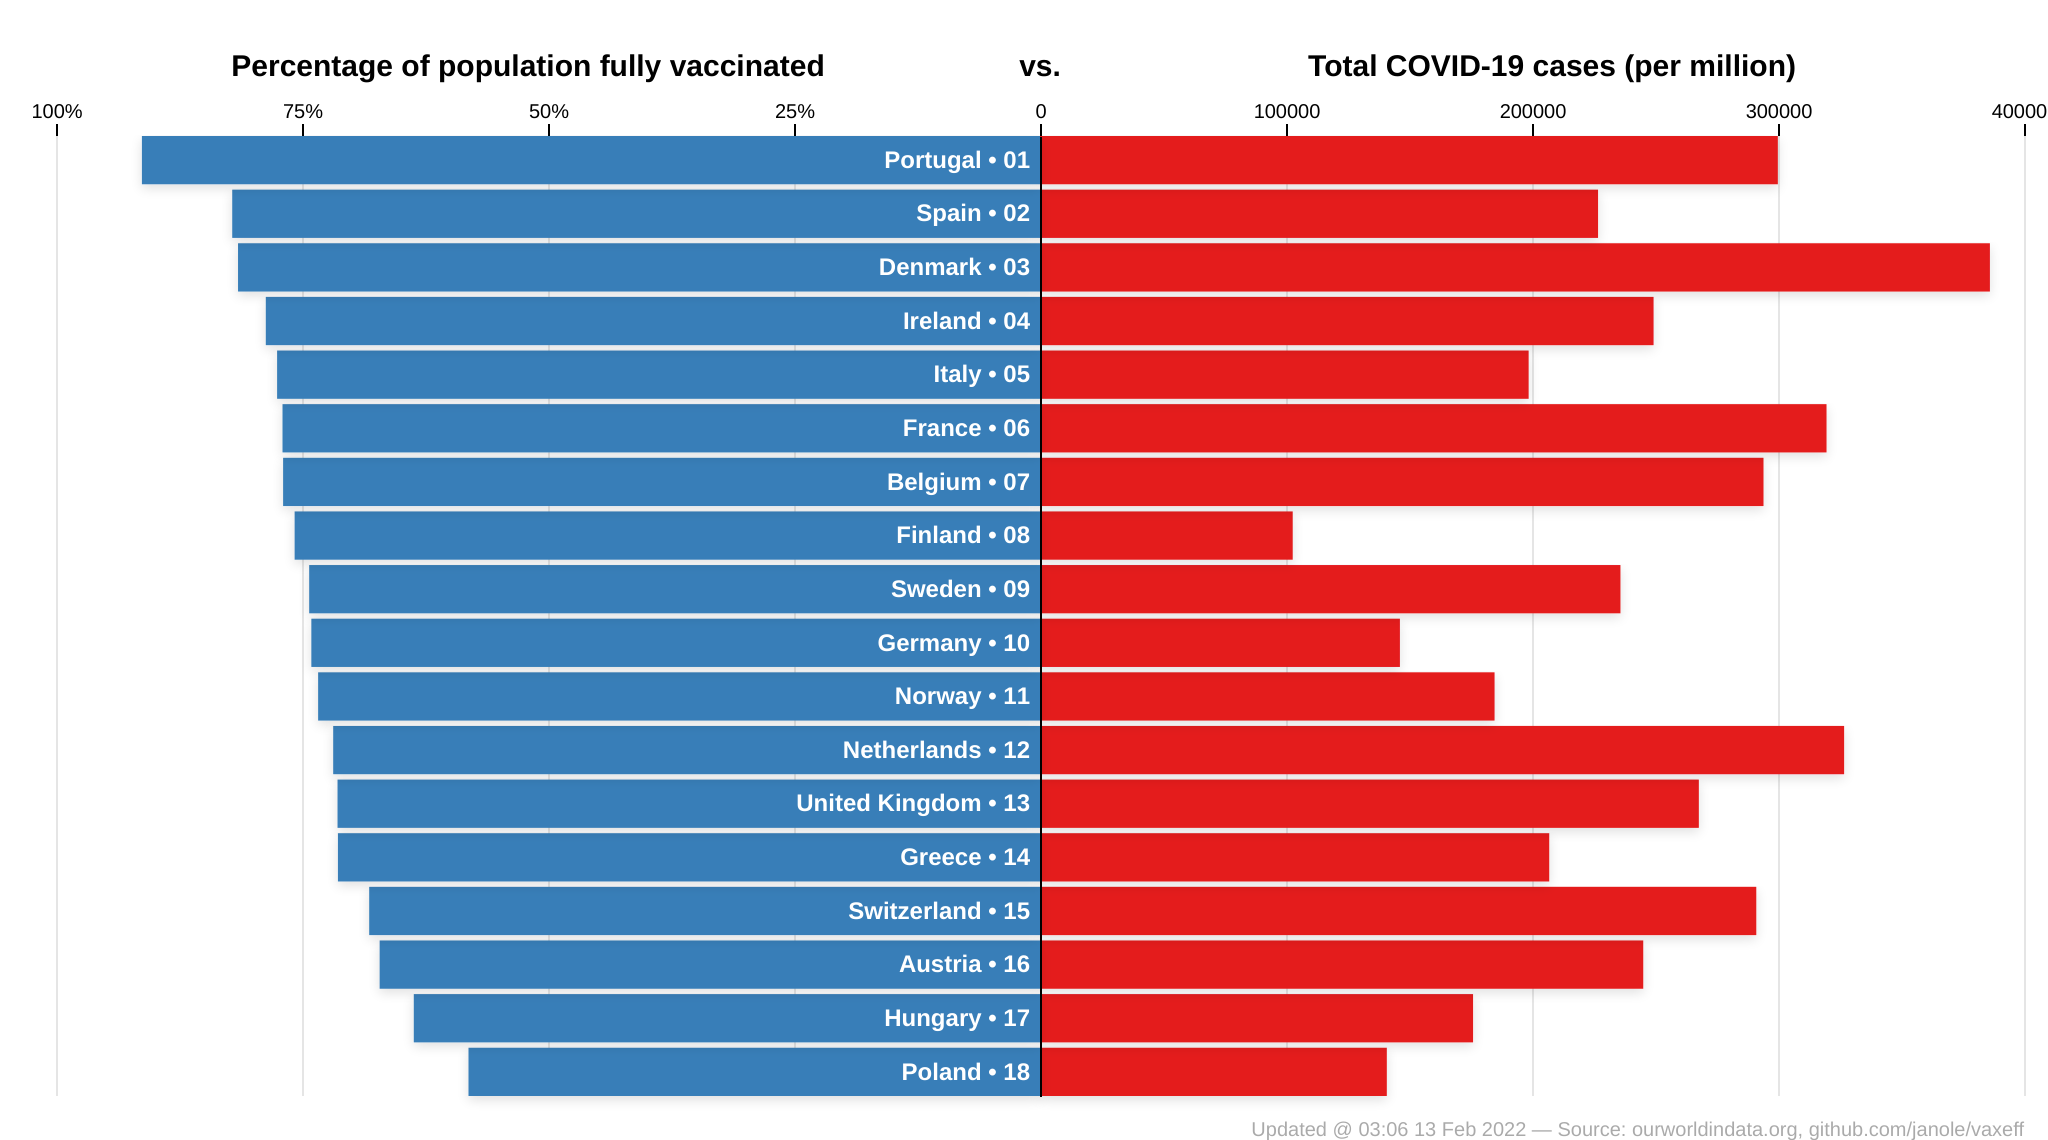 Percentage of population fully vaccinated vs. Total COVID-19 cases (per million)
100% 75% 50% 25% 0 100000 200000 300000 40000
Portugal • 01
Spain • 02
Denmark • 03
Ireland • 04
Italy • 05
France • 06
Belgium • 07
Finland • 08
Sweden • 09
Germany • 10
Norway • 11
Netherlands • 12
United Kingdom • 13
Greece • 14
Switzerland • 15
Austria • 16
Hungary • 17
Poland • 18
Updated @ 03:06 13 Feb 2022 — Source: ourworldindata.org, github.com/janole/vaxeff